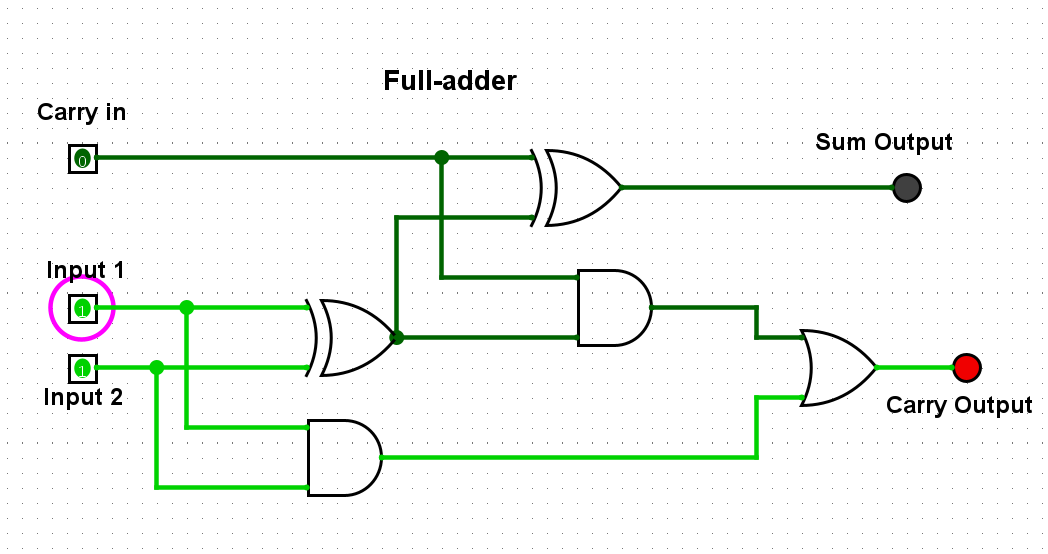 Full-adder
Carry in
0
Sum Output
Input 1
1
1
Input 2
Carry Output